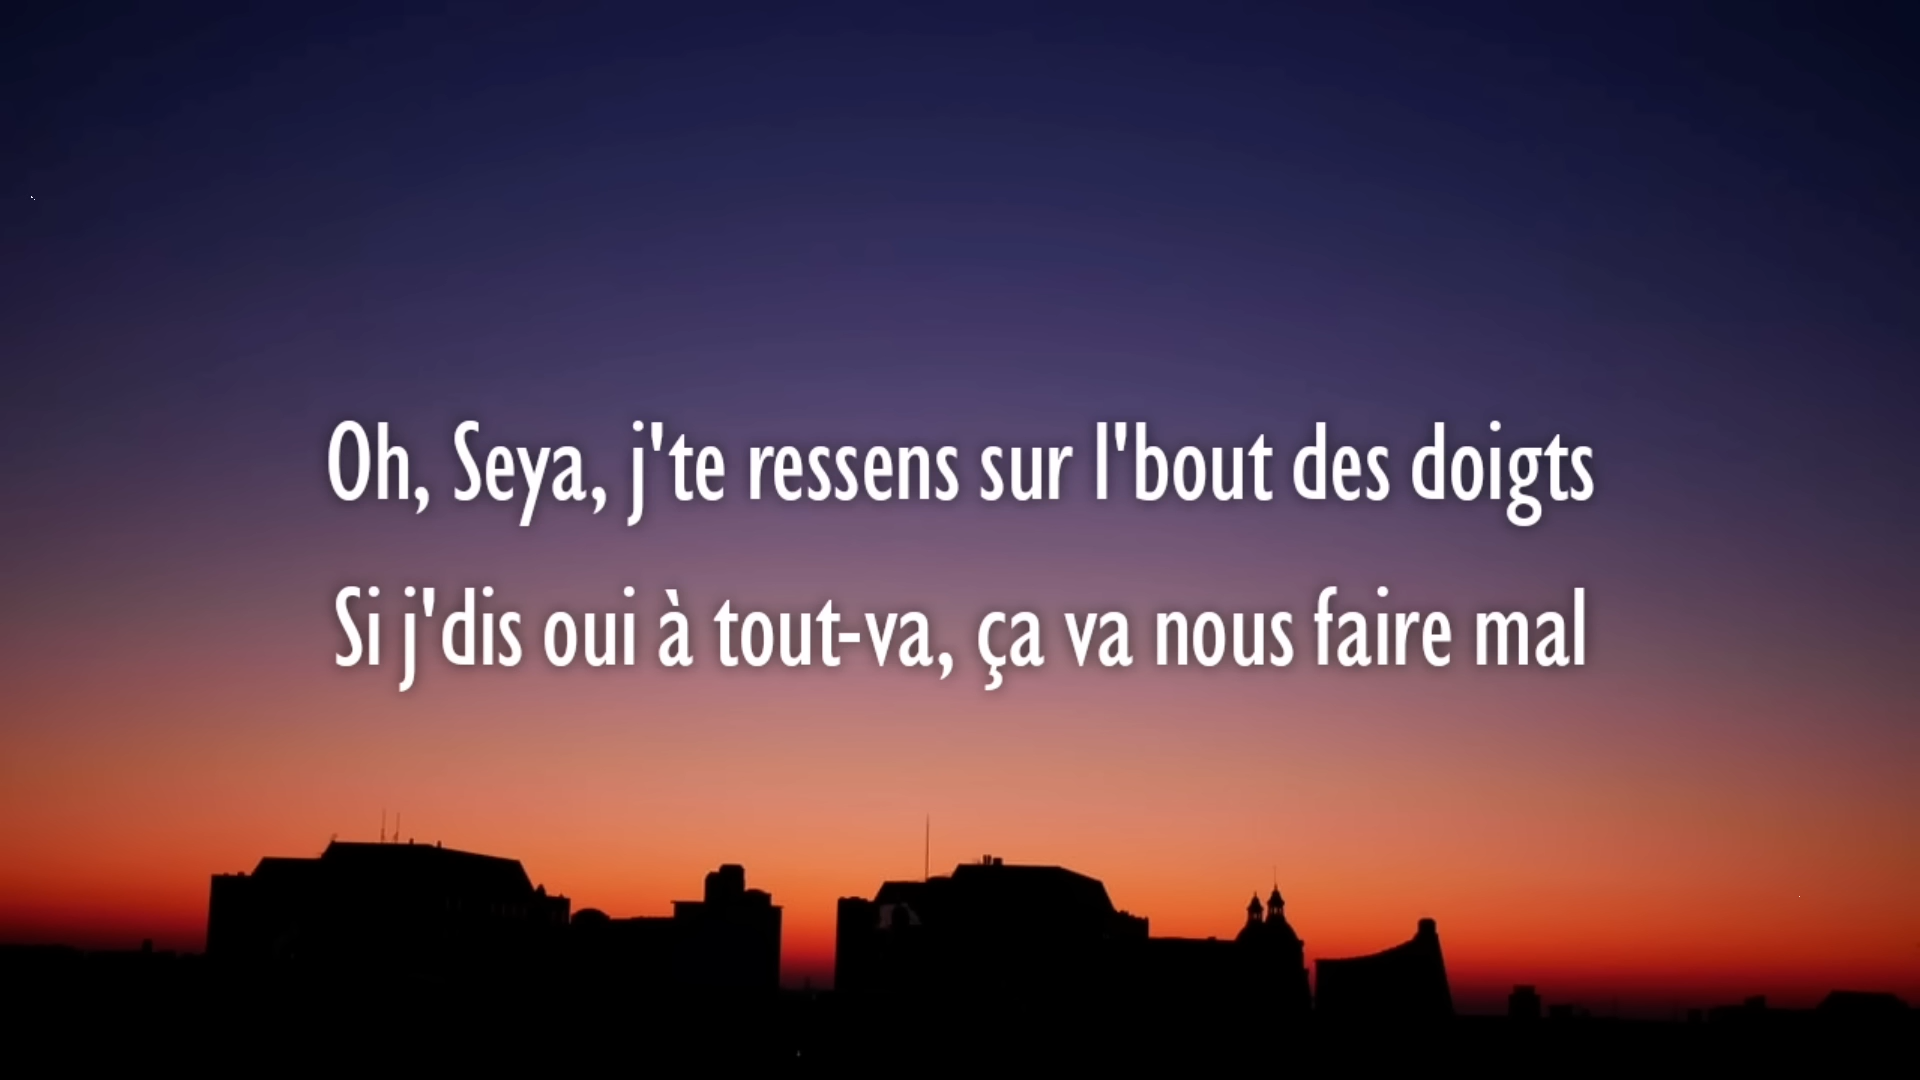 Oh, Seya, j'te ressens sur l'bout des doigts
Si j'dis oui à tout-va, ça va nous faire mal